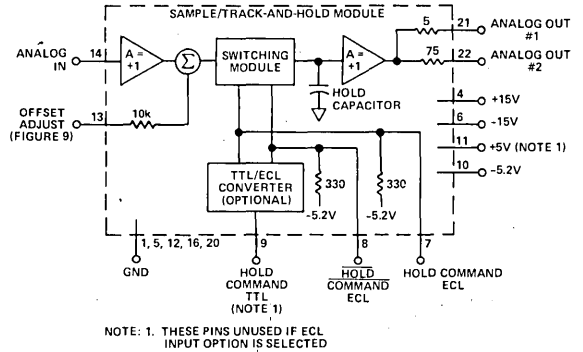 SAMPLE/TRACK-AND-HOLD MODULE
ANALOG IN
14
A = +1
Σ
SWITCHING MODULE
A = +1
HOLD CAPACITOR
5
21
ANALOG OUT #1
75
22
ANALOG OUT #2
4
+15V
6
-15V
11
+5V (NOTE 1)
10
-5.2V
OFFSET ADJUST (FIGURE 9)
13
10k
TTL/ECL CONVERTER (OPTIONAL)
330
-5.2V
330
-5.2V
1, 5, 12, 16, 20
GND
9
HOLD COMMAND TTL (NOTE 1)
8
HOLD COMMAND ECL
7
HOLD COMMAND ECL
NOTE: 1. THESE PINS UNUSED IF ECL
INPUT OPTION IS SELECTED